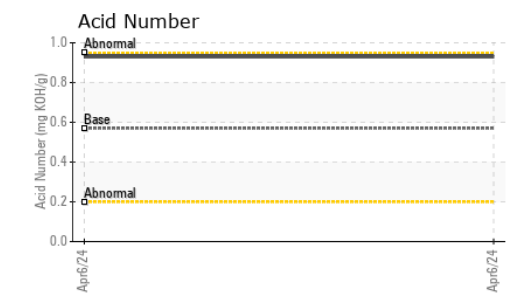 Acid Number
Acid Number (mg KOH/g)
1.0
0.8
0.6
0.4
0.2
0.0
Abnormal
Base
Abnormal
Apr6/24
Apr6/24